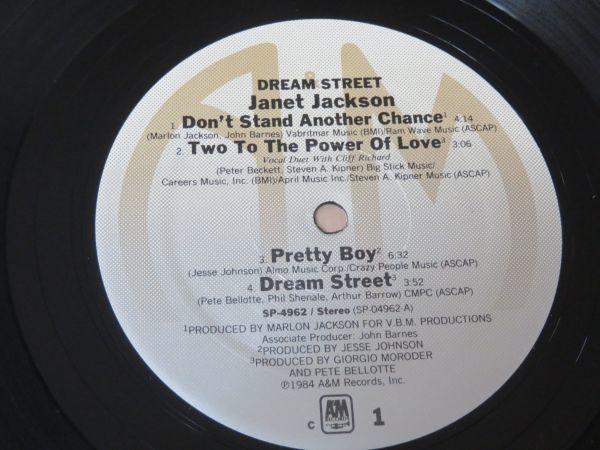 DREAM STREET
Janet Jackson
1. Don't Stand Another Chance¹ 4:14
(Marlon Jackson, John Barnes) Vabritmar Music (BMI)/Ram Wave Music (ASCAP)
2. Two To The Power Of Love³ 3:06
Vocal Duet With Cliff Richard
(Peter Beckett, Steven A. Kipner) Big Stick Music/
Careers Music, Inc. (BMI)/April Music Inc./Steven A. Kipner Music (ASCAP)
3. Pretty Boy² 6:32
(Jesse Johnson) Almo Music Corp./Crazy People Music (ASCAP)
4. Dream Street³ 3:52
(Pete Bellotte, Phil Shenale, Arthur Barrow) CMPC (ASCAP)
SP-4962 / Stereo (SP-04962-A)
¹PRODUCED BY MARLON JACKSON FOR V.B.M. PRODUCTIONS
Associate Producer: John Barnes
²PRODUCED BY JESSE JOHNSON
³PRODUCED BY GIORGIO MORODER
AND PETE BELLOTTE
℗1984 A&M Records, Inc.
C A&M RECORDS 1